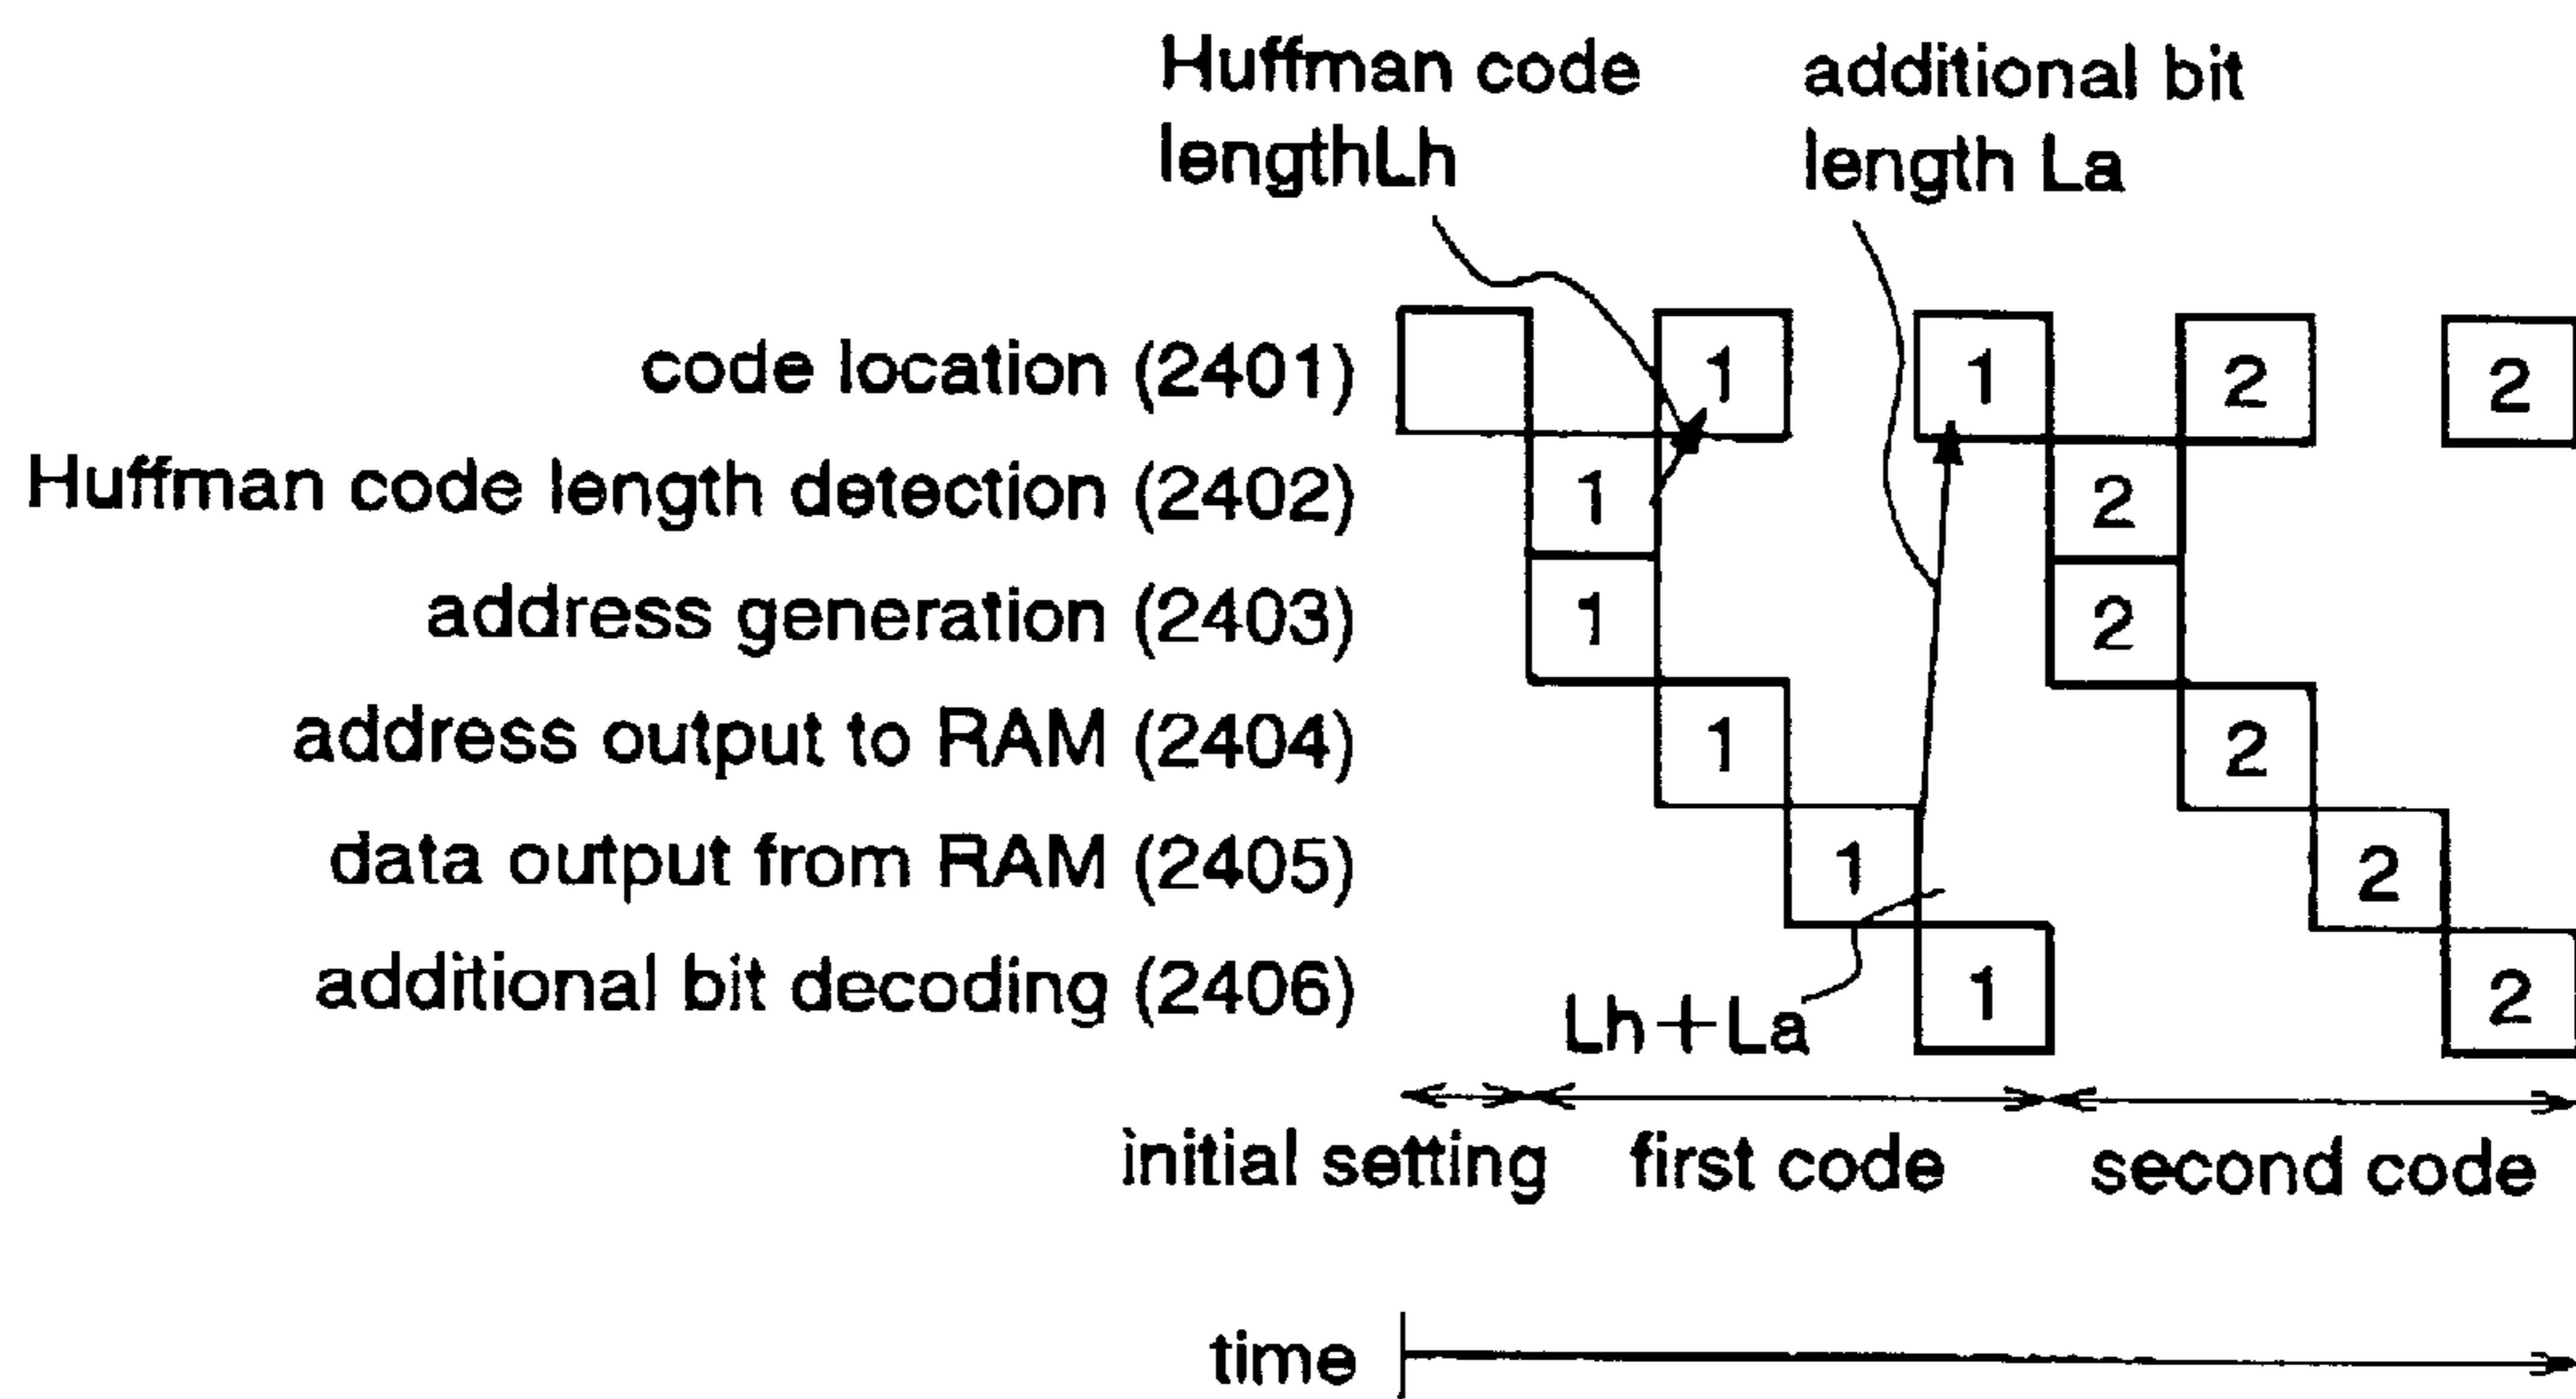 Huffman code
lengthLh
additional bit
length La
code location (2401) 1 1 2 2
Huffman code length detection (2402) 1 2
address generation (2403) 1 2
address output to RAM (2404) 1 2
data output from RAM (2405) 1 2
additional bit decoding (2406) 1 2
Lh+La
initial setting first code second code
time